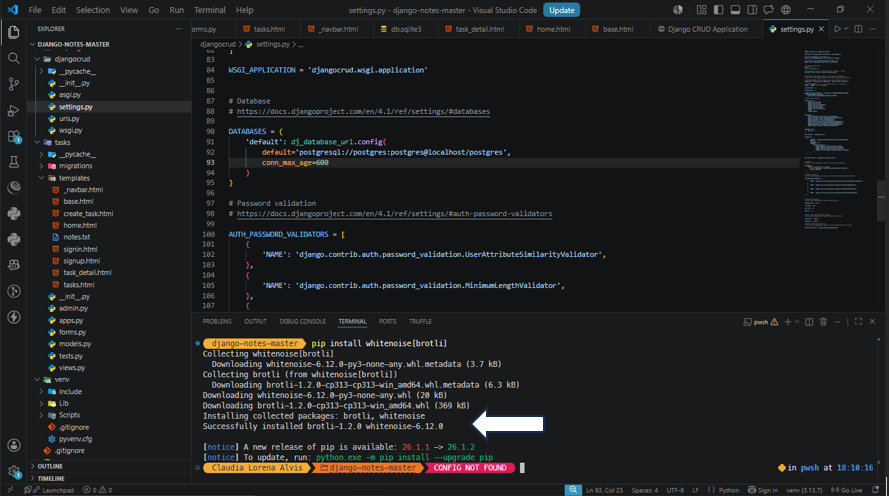 File Edit Selection View Go Run Terminal Help
settings.py - django-notes-master - Visual Studio Code
Update
EXPLORER
forms.py
tasks.html
_navbar.html
db.sqlite3
task_detail.html
home.html
base.html
Django CRUD Application
settings.py
DJANGO-NOTES-MASTER
djangocrud
__pycache__
__init__.py
asgi.py
settings.py
urls.py
wsgi.py
tasks
__pycache__
migrations
templates
_navbar.html
base.html
create_task.html
home.html
notes.txt
signin.html
signup.html
task_detail.html
tasks.html
__init__.py
admin.py
apps.py
forms.py
models.py
tests.py
views.py
venv
Include
Lib
Scripts
.gitignore
pyvenv.cfg
.gitignore
OUTLINE
TIMELINE
djangocrud > settings.py > ...
82 ]
83
84 WSGI_APPLICATION = 'djangocrud.wsgi.application'
85
86
87 # Database
88 # https://docs.djangoproject.com/en/4.1/ref/settings/#databases
89
90 DATABASES = {
91 'default': dj_database_url.config(
92 default='postgresql://postgres:postgres@localhost/postgres',
93 conn_max_age=600
94 )
95 }
96
97 # Password validation
98 # https://docs.djangoproject.com/en/4.1/ref/settings/#auth-password-validators
99
100 AUTH_PASSWORD_VALIDATORS = [
101 {
102 'NAME': 'django.contrib.auth.password_validation.UserAttributeSimilarityValidator',
103 },
104 {
105 'NAME': 'django.contrib.auth.password_validation.MinimumLengthValidator',
106 },
107 {
PROBLEMS OUTPUT DEBUG CONSOLE TERMINAL PORTS TRUFFLE
pwsh
django-notes-master pip install whitenoise[brotli]
Collecting whitenoise[brotli]
Downloading whitenoise-6.12.0-py3-none-any.whl.metadata (3.7 kB)
Collecting brotli (from whitenoise[brotli])
Downloading brotli-1.2.0-cp313-cp313-win_amd64.whl.metadata (6.3 kB)
Downloading whitenoise-6.12.0-py3-none-any.whl (20 kB)
Downloading brotli-1.2.0-cp313-cp313-win_amd64.whl (369 kB)
Installing collected packages: brotli, whitenoise
Successfully installed brotli-1.2.0 whitenoise-6.12.0
[notice] A new release of pip is available: 26.1.1 -> 26.1.2
[notice] To update, run: python.exe -m pip install --upgrade pip
Claudia Lorena Alvis django-notes-master CONFIG NOT FOUND
in pwsh at 18:10:16
Launchpad 0 0
Ln 93, Col 25 Spaces: 4 UTF-8 LF { } Python Sign In venv (3.13.7) Go Live